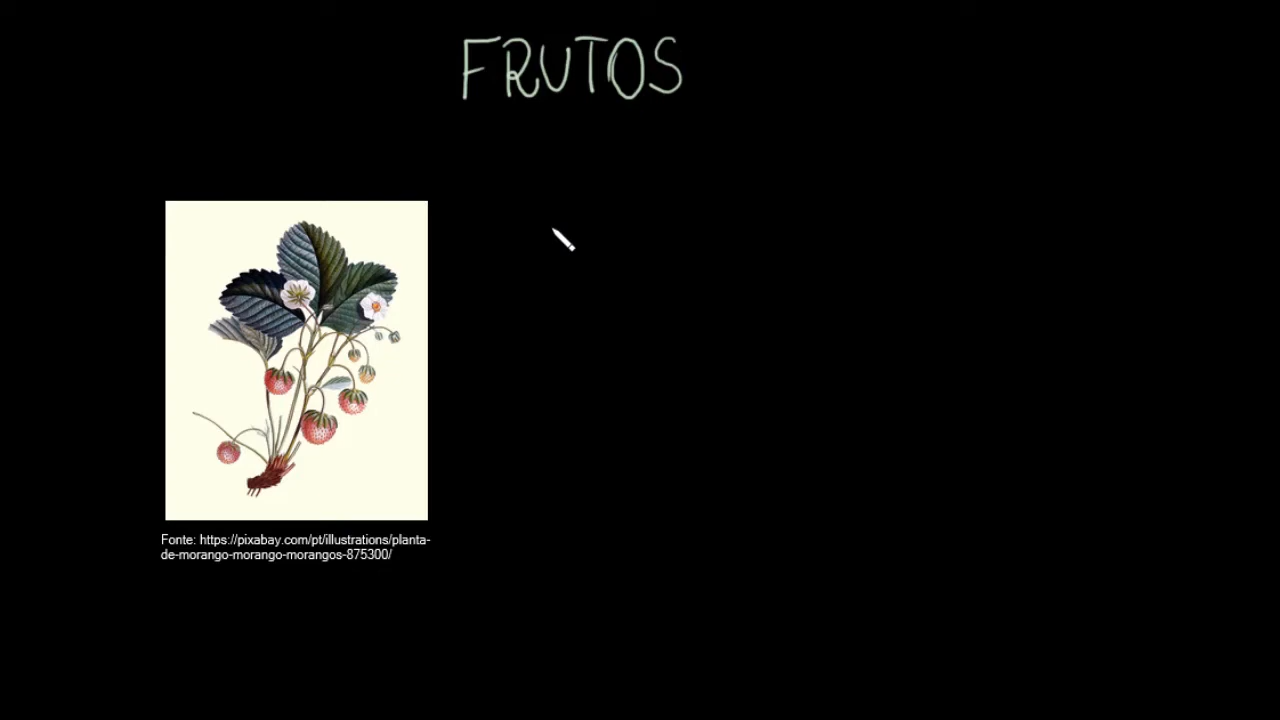 FRUTOS
Fonte: https://pixabay.com/pt/illustrations/planta-
de-morango-morango-morangos-875300/